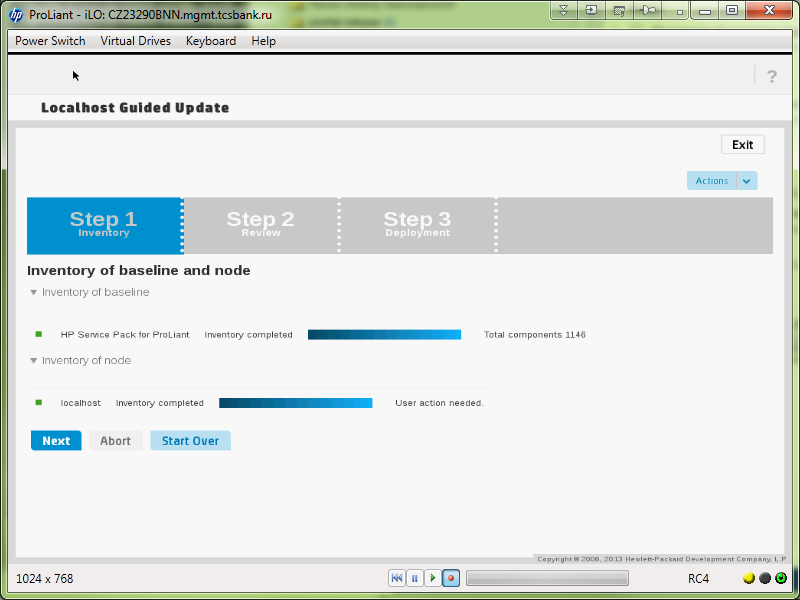 ProLiant - iLO: CZ23290BNN.mgmt.tcsbank.ru
Power Switch Virtual Drives Keyboard Help
?
Localhost Guided Update
Exit
Actions
Step 1 Step 2 Step 3
Inventory Review Deployment
Inventory of baseline and node
Inventory of baseline
HP Service Pack for ProLiant Inventory completed Total components 1146
Inventory of node
localhost Inventory completed User action needed.
Next Abort Start Over
Copyright © 2006, 2013 Hewlett-Packard Development Company, L.P.
1024 x 768 RC4